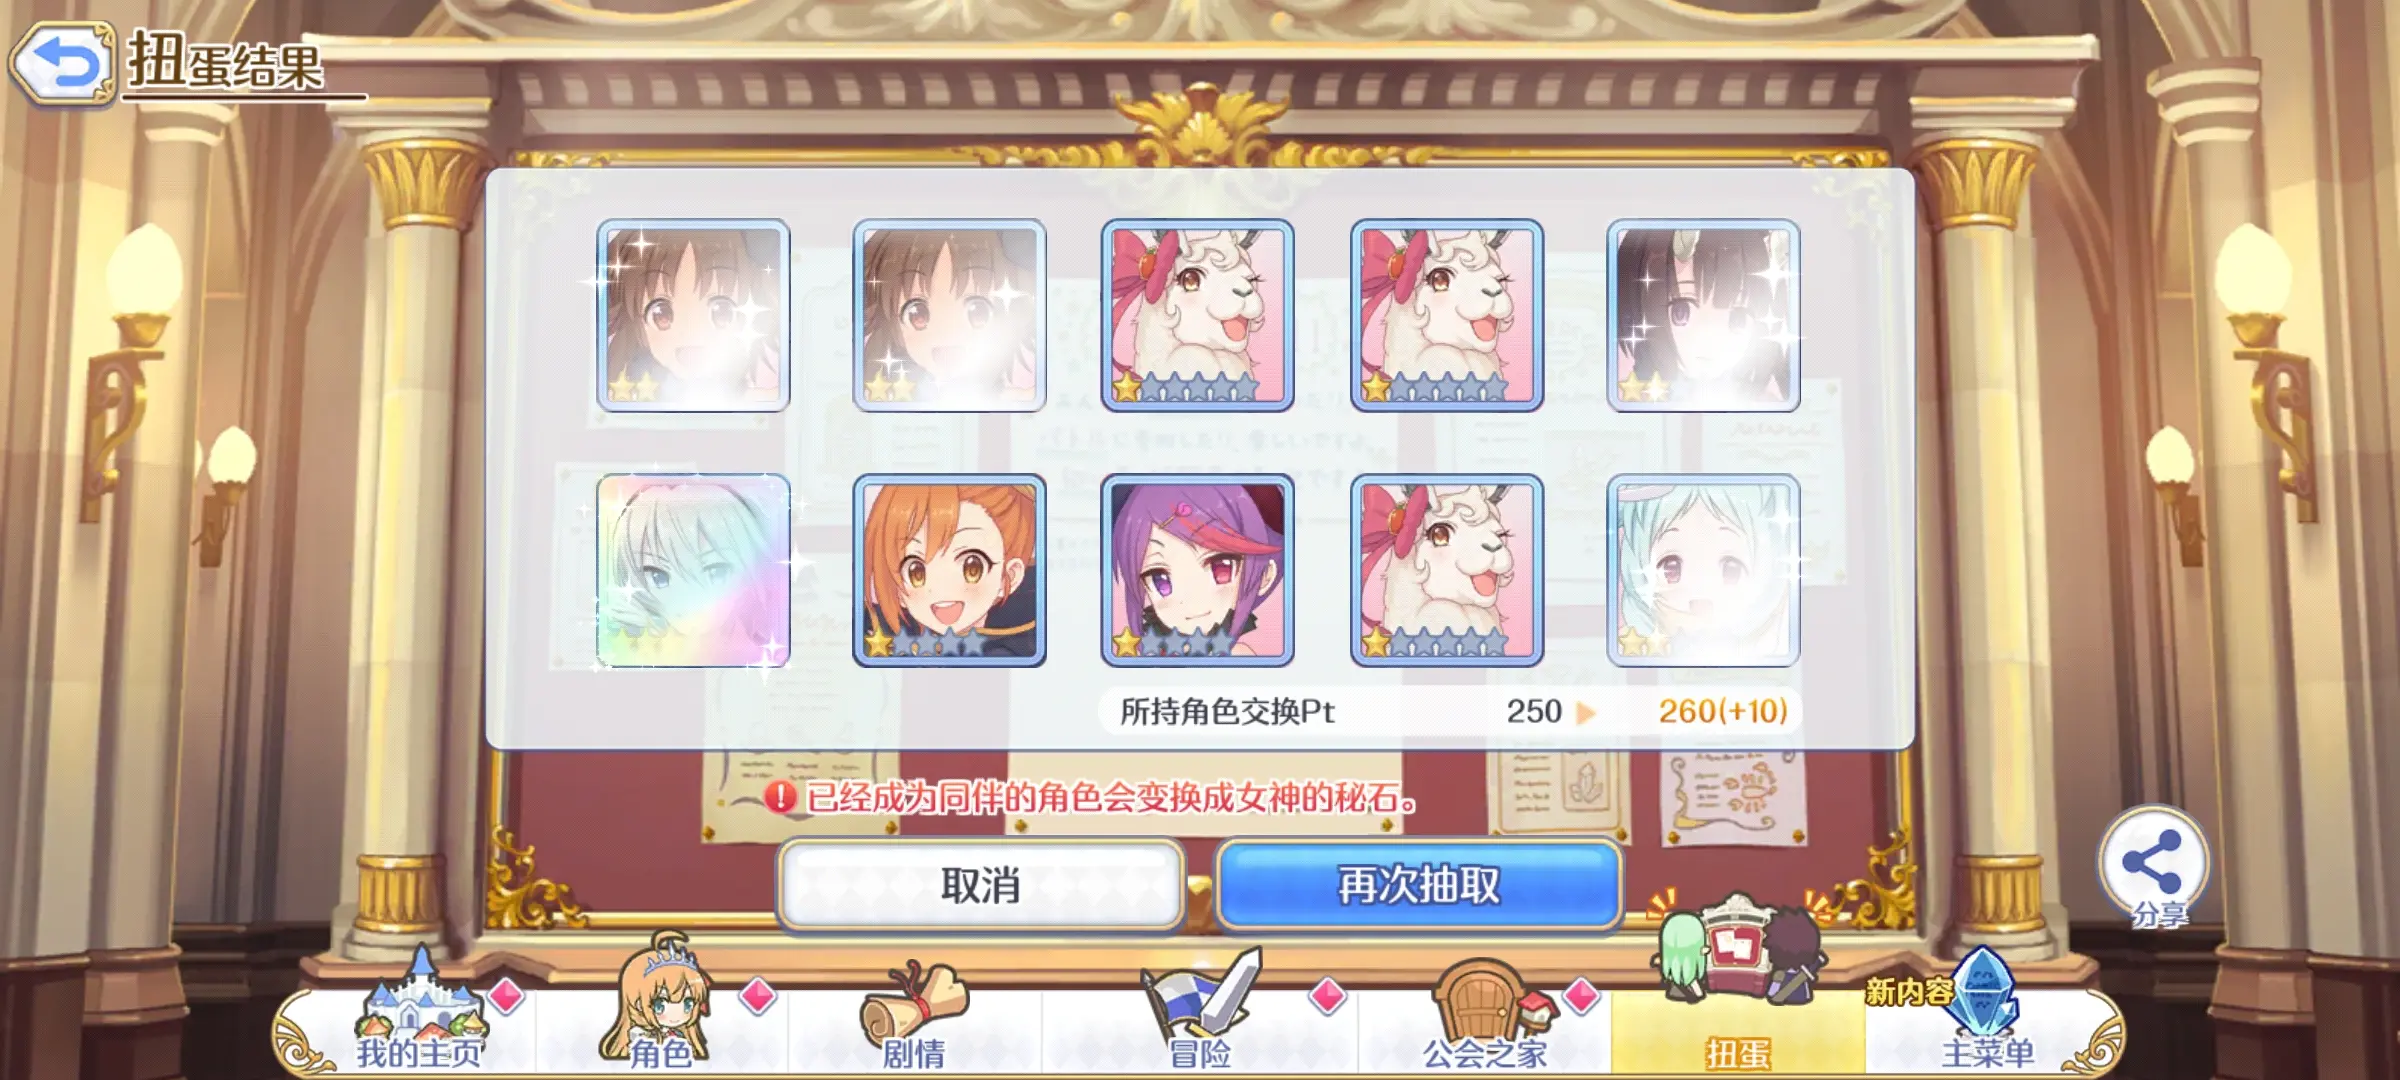 扭蛋结果
所持角色交换Pt 250 260(+10)
已经成为同伴的角色会变换成女神的秘石。
取消
再次抽取
分享
新内容
我的主页
角色
剧情
冒险
公会之家
扭蛋
主菜单